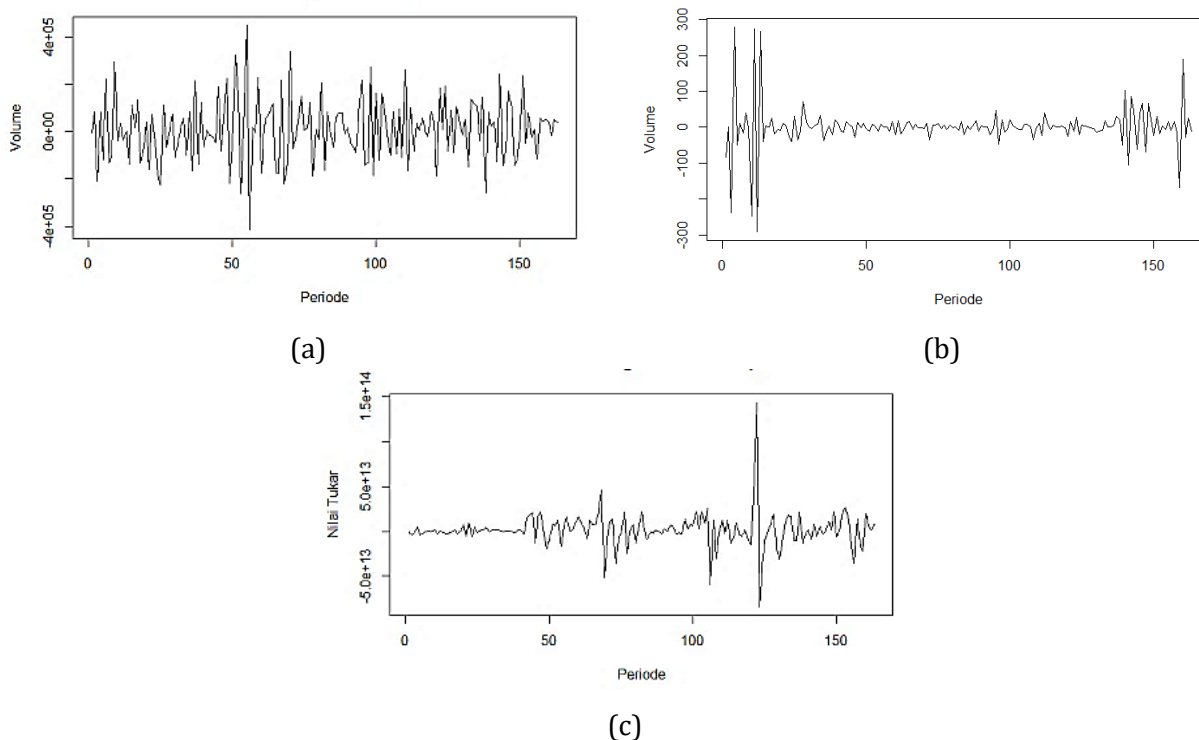 4e+05
0e+00
-4e+05
Volume
0 50 100 150
Periode
(a)
300
200
100
0
-100
-300
Volume
0 50 100 150
Periode
(b)
1.5e+14
5.0e+13
-5.0e+13
Nilai Tukar
0 50 100 150
Periode
(c)